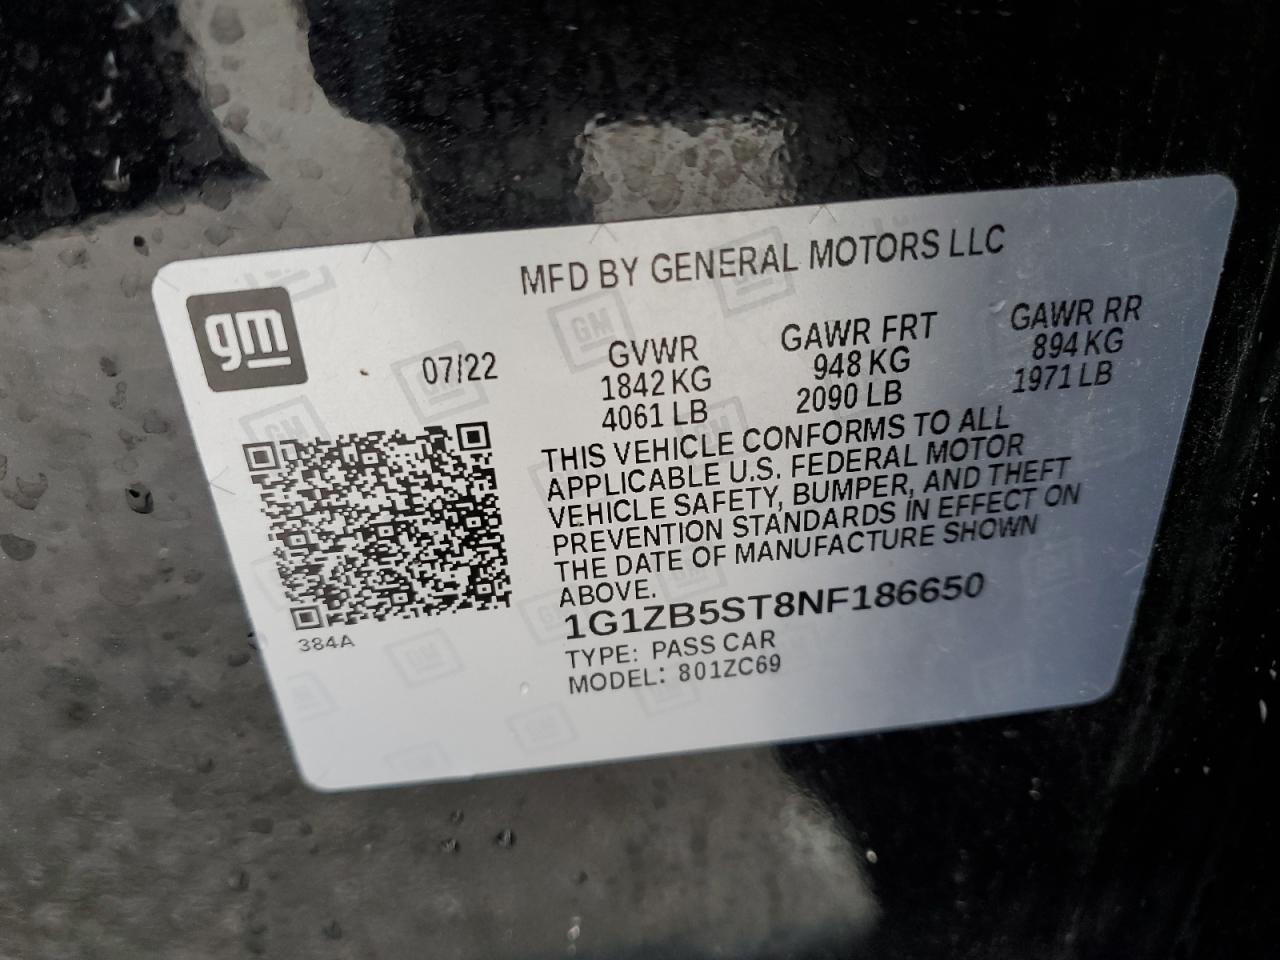 MFD BY GENERAL MOTORS LLC
gm
07/22
GVWR
1842 KG
4061 LB
GAWR FRT
948 KG
2090 LB
GAWR RR
894 KG
1971 LB
THIS VEHICLE CONFORMS TO ALL
APPLICABLE U.S. FEDERAL MOTOR
VEHICLE SAFETY, BUMPER, AND THEFT
PREVENTION STANDARDS IN EFFECT ON
THE DATE OF MANUFACTURE SHOWN
ABOVE.
1G1ZB5ST8NF186650
TYPE: PASS CAR
MODEL: 801ZC69
384A